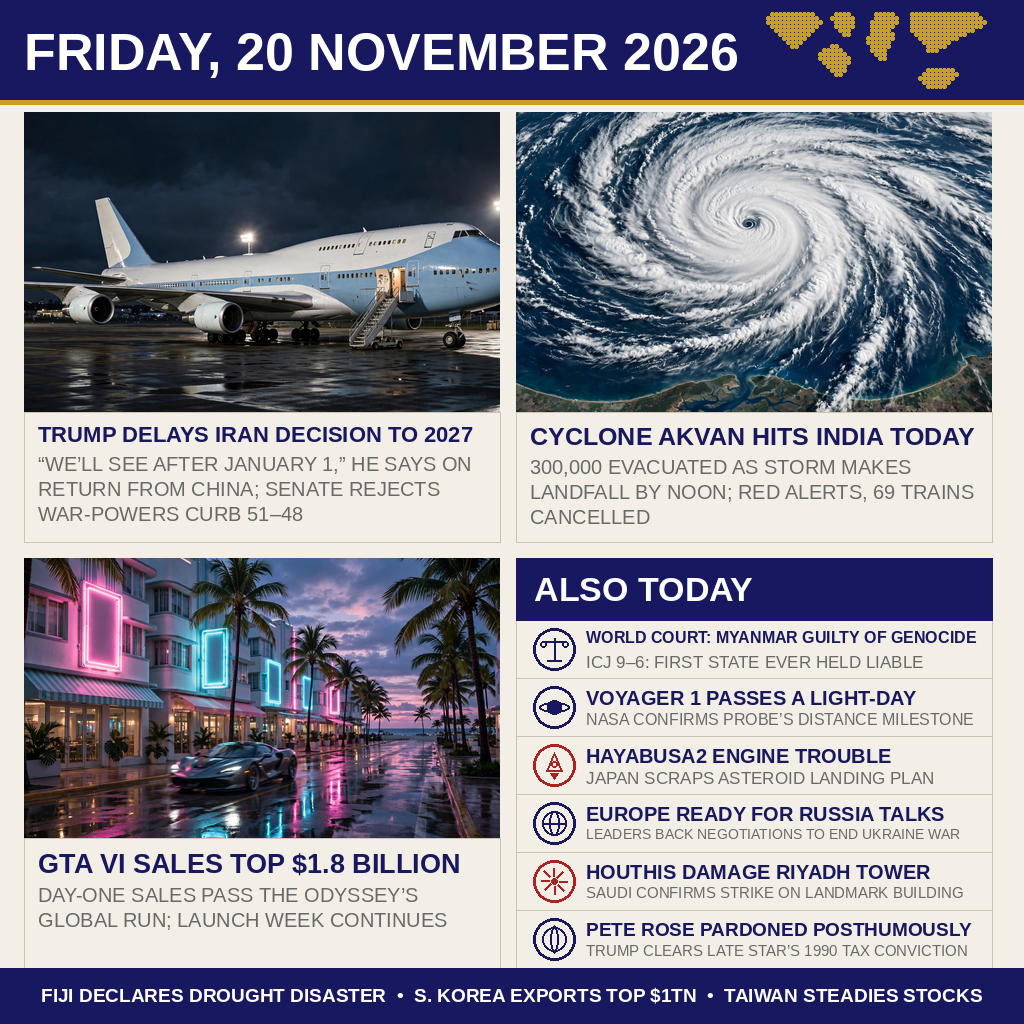 FRIDAY, 20 NOVEMBER 2026
TRUMP DELAYS IRAN DECISION TO 2027
“WE’LL SEE AFTER JANUARY 1,” HE SAYS ON
RETURN FROM CHINA; SENATE REJECTS
WAR-POWERS CURB 51–48
CYCLONE AKVAN HITS INDIA TODAY
300,000 EVACUATED AS STORM MAKES
LANDFALL BY NOON; RED ALERTS, 69 TRAINS
CANCELLED
GTA VI SALES TOP $1.8 BILLION
DAY-ONE SALES PASS THE ODYSSEY’S
GLOBAL RUN; LAUNCH WEEK CONTINUES
ALSO TODAY
WORLD COURT: MYANMAR GUILTY OF GENOCIDE
ICJ 9–6: FIRST STATE EVER HELD LIABLE
VOYAGER 1 PASSES A LIGHT-DAY
NASA CONFIRMS PROBE’S DISTANCE MILESTONE
HAYABUSA2 ENGINE TROUBLE
JAPAN SCRAPS ASTEROID LANDING PLAN
EUROPE READY FOR RUSSIA TALKS
LEADERS BACK NEGOTIATIONS TO END UKRAINE WAR
HOUTHIS DAMAGE RIYADH TOWER
SAUDI CONFIRMS STRIKE ON LANDMARK BUILDING
PETE ROSE PARDONED POSTHUMOUSLY
TRUMP CLEARS LATE STAR’S 1990 TAX CONVICTION
FIJI DECLARES DROUGHT DISASTER • S. KOREA EXPORTS TOP $1TN • TAIWAN STEADIES STOCKS